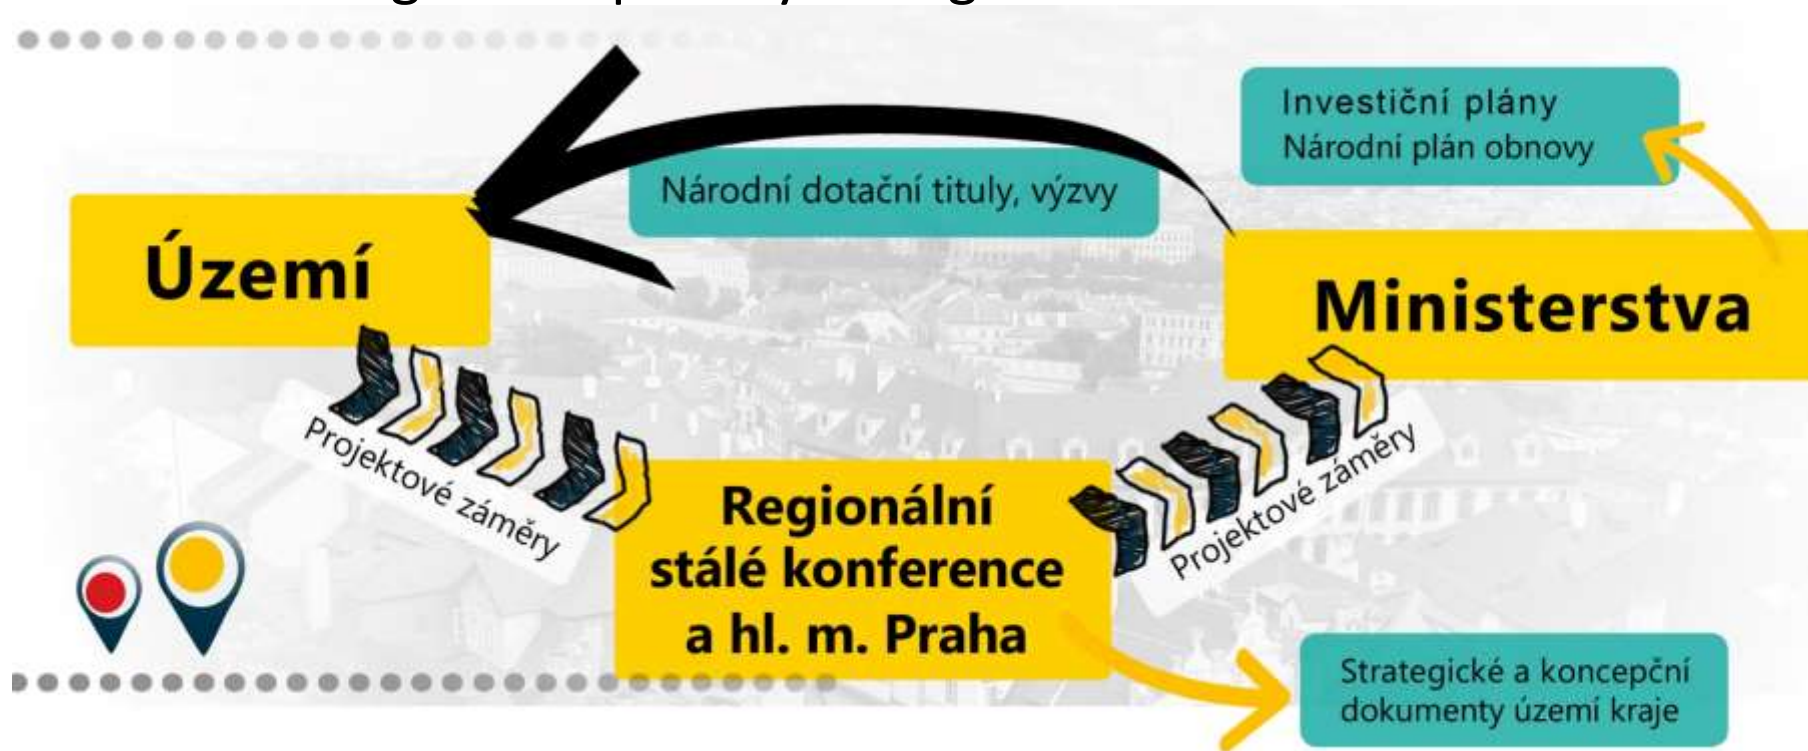 Investiční plány
Národní plán obnovy
Národní dotační tituly, výzvy
Území
Ministerstva
Projektové záměry
Projektové záměry
Regionální
stálé konference
a hl. m. Praha
Strategické a koncepční
dokumenty území kraje